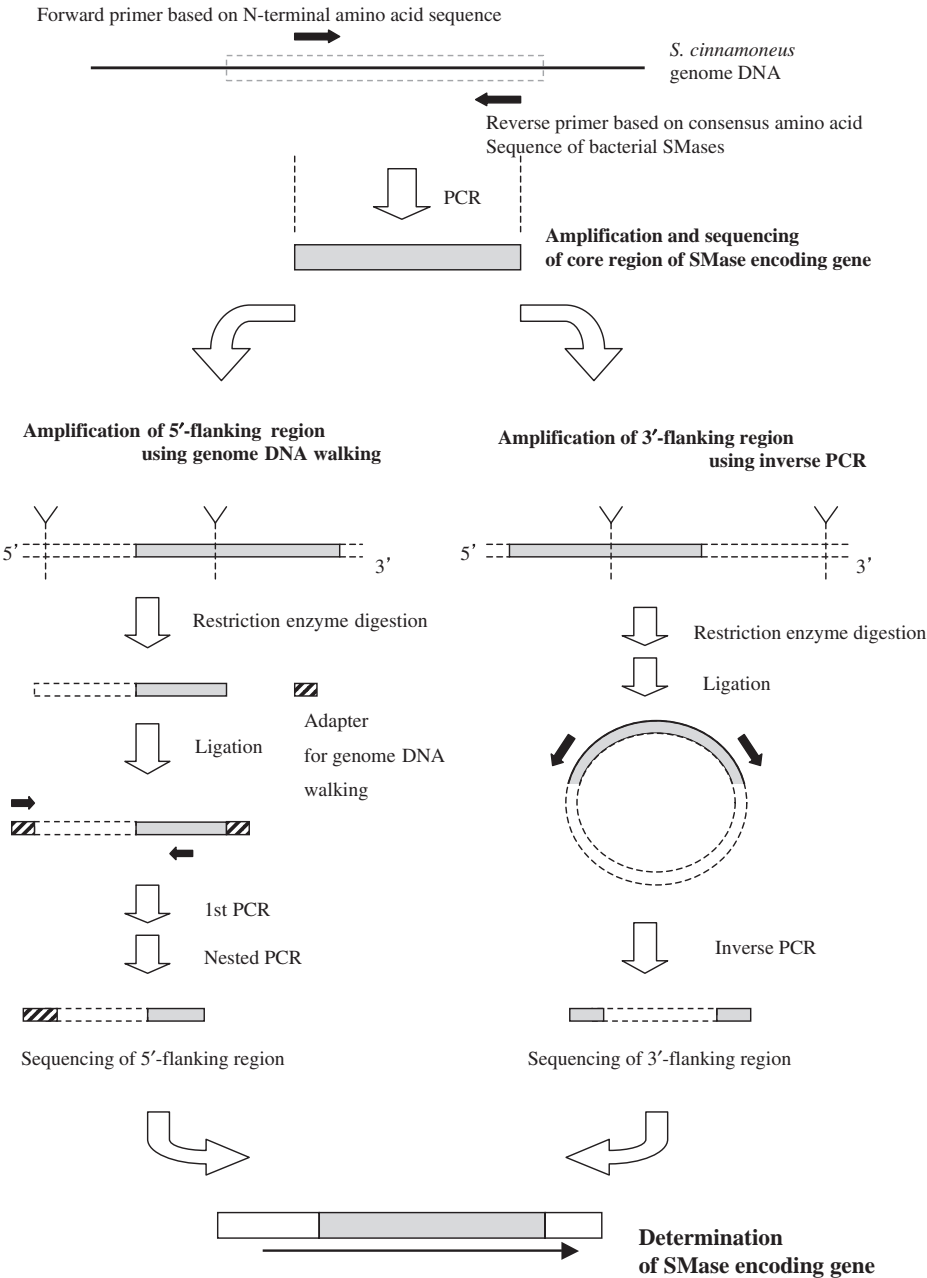 Forward primer based on N-terminal amino acid sequence
S. cinnamoneus
genome DNA
Reverse primer based on consensus amino acid
Sequence of bacterial SMases
PCR
Amplification and sequencing
of core region of SMase encoding gene
Amplification of 5′-flanking region
using genome DNA walking
5’
3’
Restriction enzyme digestion
Adapter
for genome DNA
walking
Ligation
1st PCR
Nested PCR
Sequencing of 5′-flanking region
Amplification of 3′-flanking region
using inverse PCR
5’
3’
Restriction enzyme digestion
Ligation
Inverse PCR
Sequencing of 3′-flanking region
Determination
of SMase encoding gene